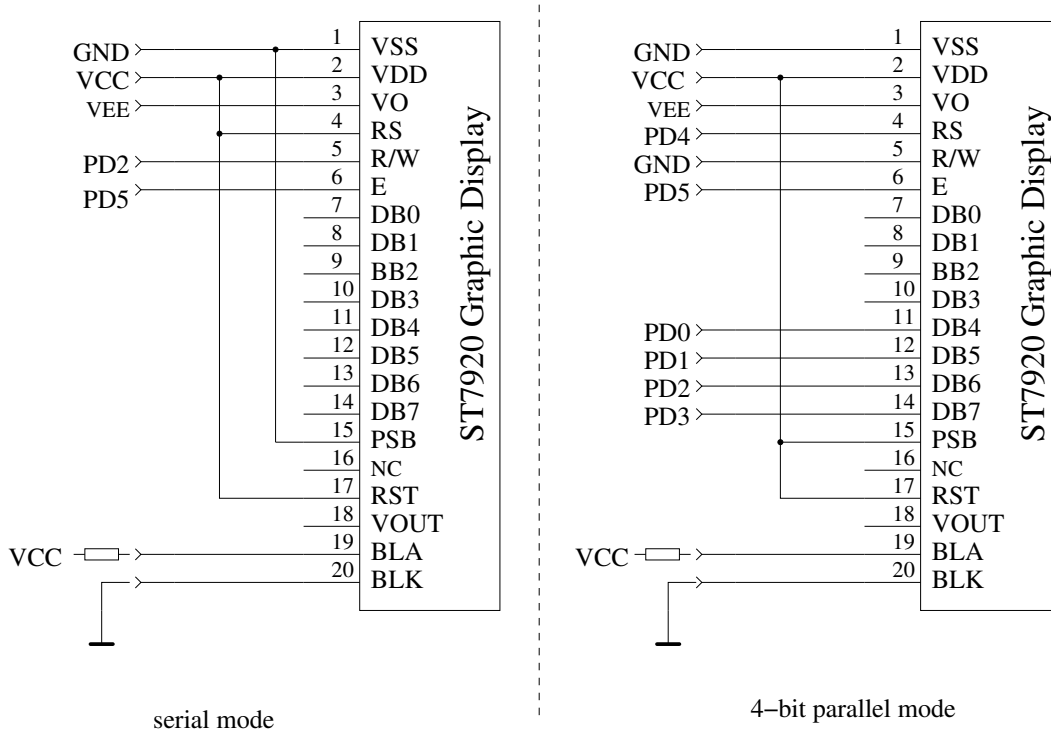 GND 1 VSS
VCC 2 VDD
VEE 3 VO
4 RS
PD2 5 R/W
PD5 6 E
7 DB0
8 DB1
9 BB2
10 DB3
11 DB4
12 DB5
13 DB6
14 DB7
15 PSB
16 NC
17 RST
18 VOUT
VCC 19 BLA
20 BLK
ST7920 Graphic Display
serial mode
GND 1 VSS
VCC 2 VDD
VEE 3 VO
PD4 4 RS
GND 5 R/W
PD5 6 E
7 DB0
8 DB1
9 BB2
10 DB3
PD0 11 DB4
PD1 12 DB5
PD2 13 DB6
PD3 14 DB7
15 PSB
16 NC
17 RST
18 VOUT
VCC 19 BLA
20 BLK
ST7920 Graphic Display
4−bit parallel mode